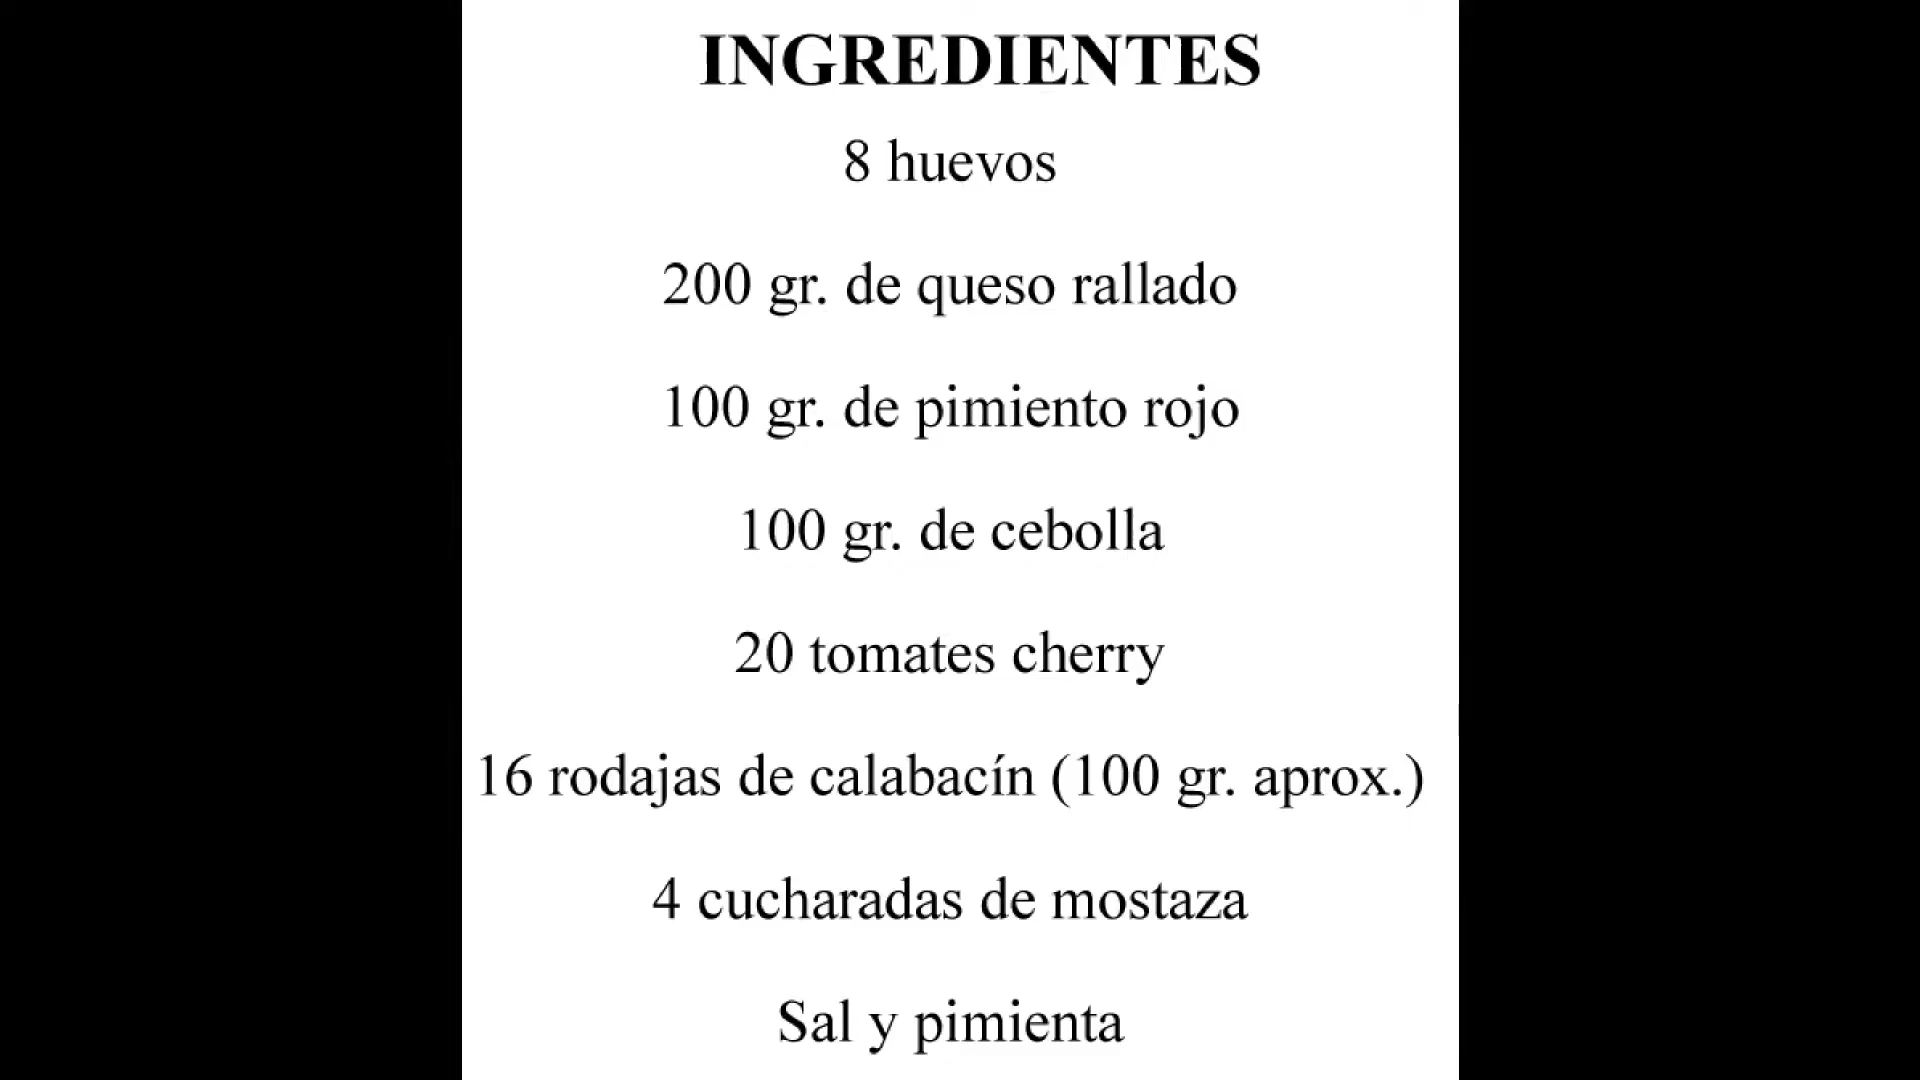 INGREDIENTES
8 huevos
200 gr. de queso rallado
100 gr. de pimiento rojo
100 gr. de cebolla
20 tomates cherry
16 rodajas de calabacín (100 gr. aprox.)
4 cucharadas de mostaza
Sal y pimienta